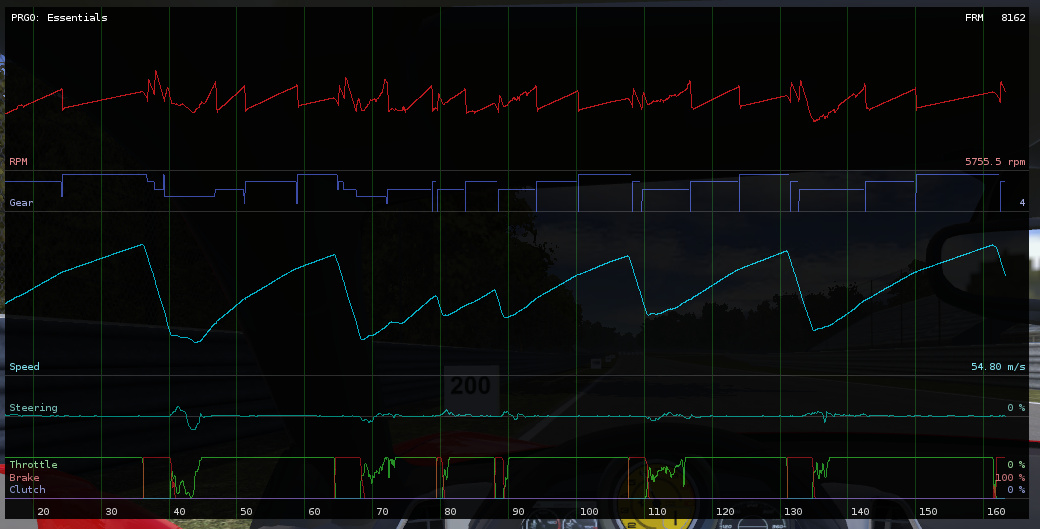 PRG0: Essentials
FRM 8162
RPM
5755.5 rpm
Gear
4
Speed
54.80 m/s
200
Steering
0 %
Throttle
0 %
Brake
100 %
Clutch
0 %
20 30 40 50 60 70 80 90 100 110 120 130 140 150 160